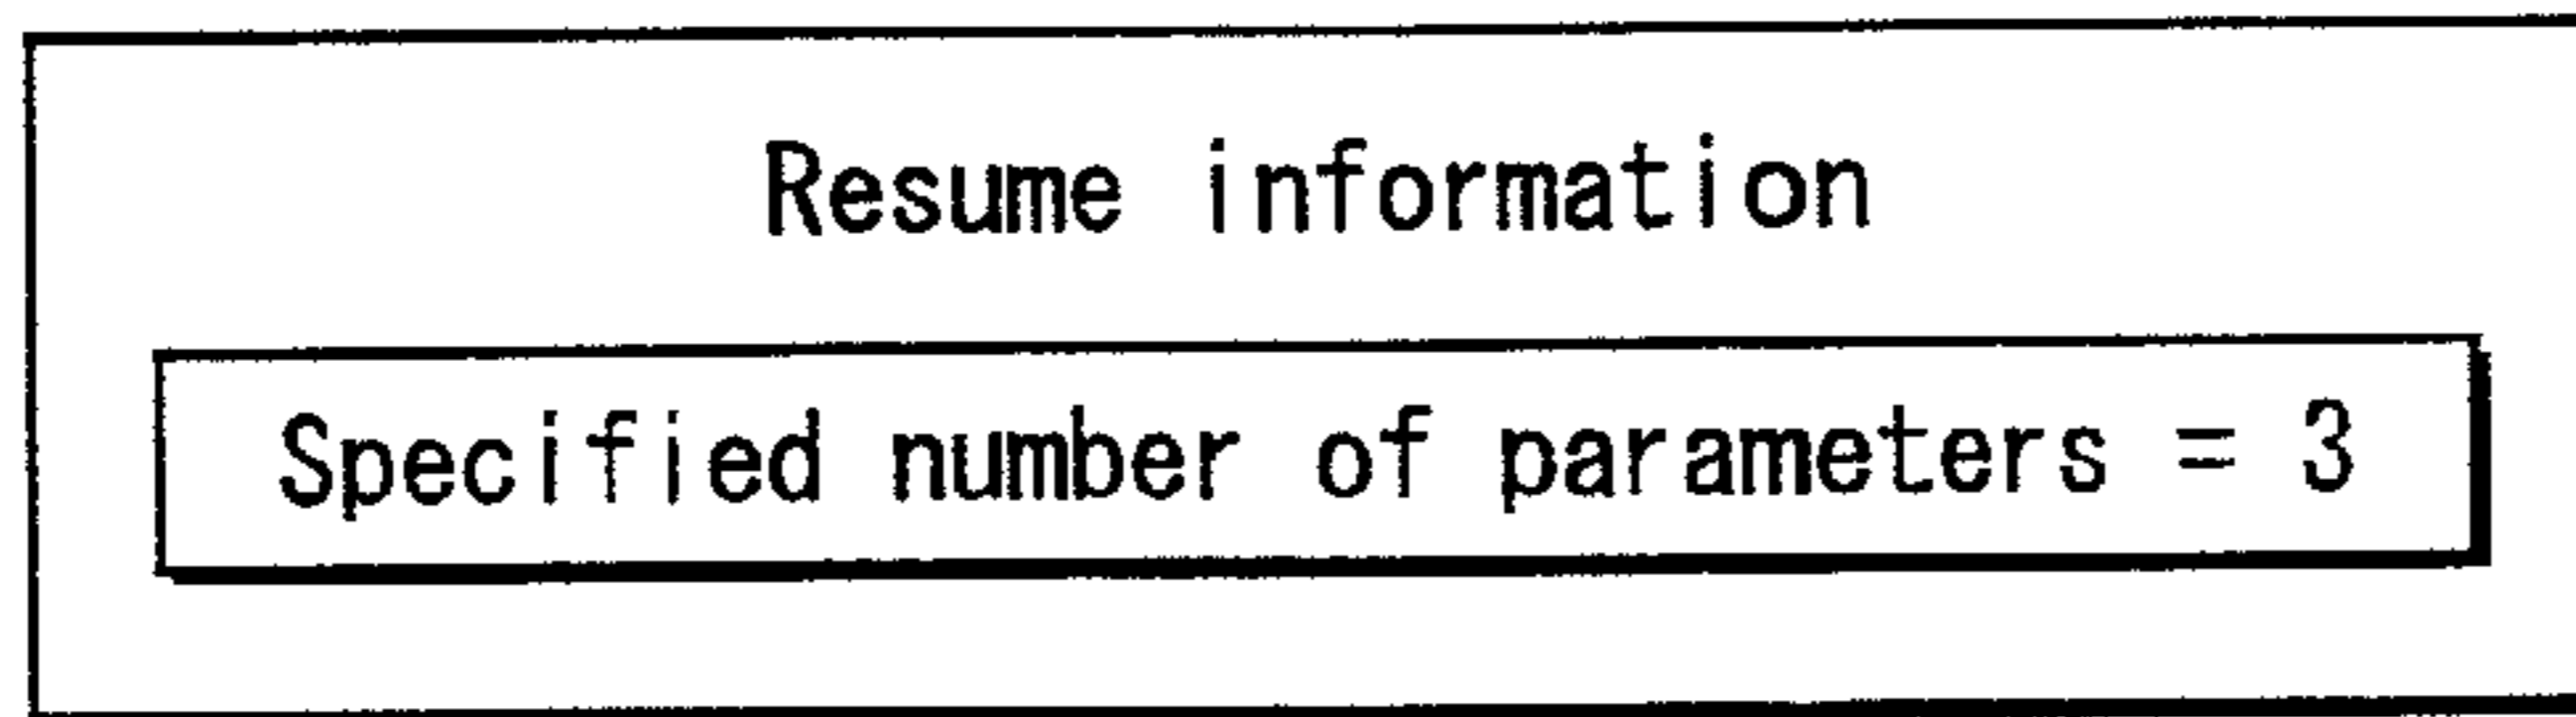 Resume information
Specified number of parameters = 3